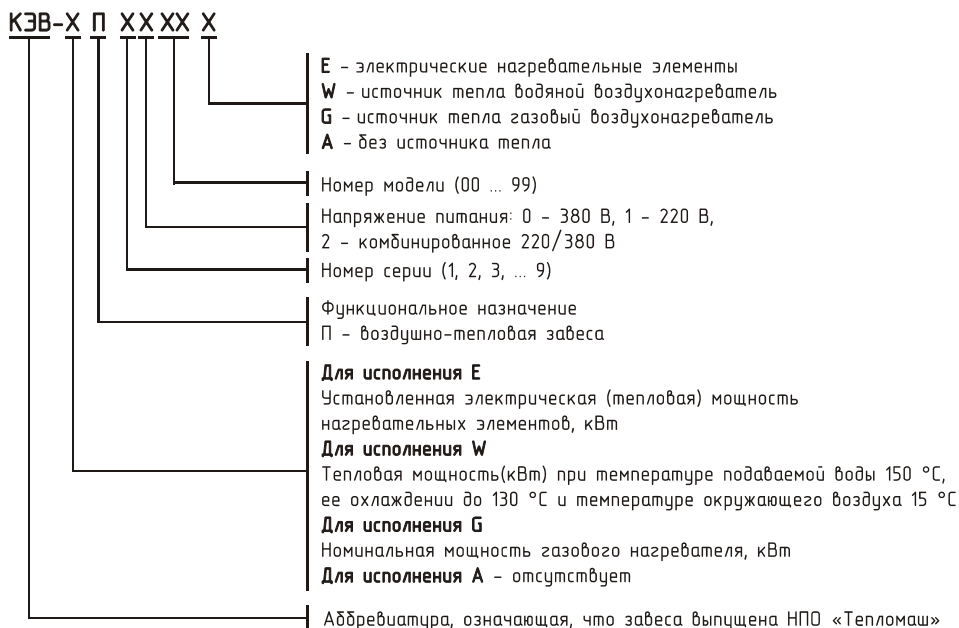 КЭВ-Х П ХХХХ Х
E – электрические нагревательные элементы
W – источник тепла водяной воздухонагреватель
G – источник тепла газовый воздухонагреватель
A – без источника тепла
Номер модели (00 ... 99)
Напряжение питания: 0 – 380 В, 1 – 220 В,
2 – комбинированное 220/380 В
Номер серии (1, 2, 3, ... 9)
Функциональное назначение
П – воздушно-тепловая завеса
Для исполнения E
Установленная электрическая (тепловая) мощность
нагревательных элементов, кВт
Для исполнения W
Тепловая мощность(кВт) при температуре подаваемой воды 150 °С,
ее охлаждении до 130 °С и температуре окружающего воздуха 15 °С
Для исполнения G
Номинальная мощность газового нагревателя, кВт
Для исполнения A – отсутствует
Аббревиатура, означающая, что завеса выпущена НПО «Тепломаш»